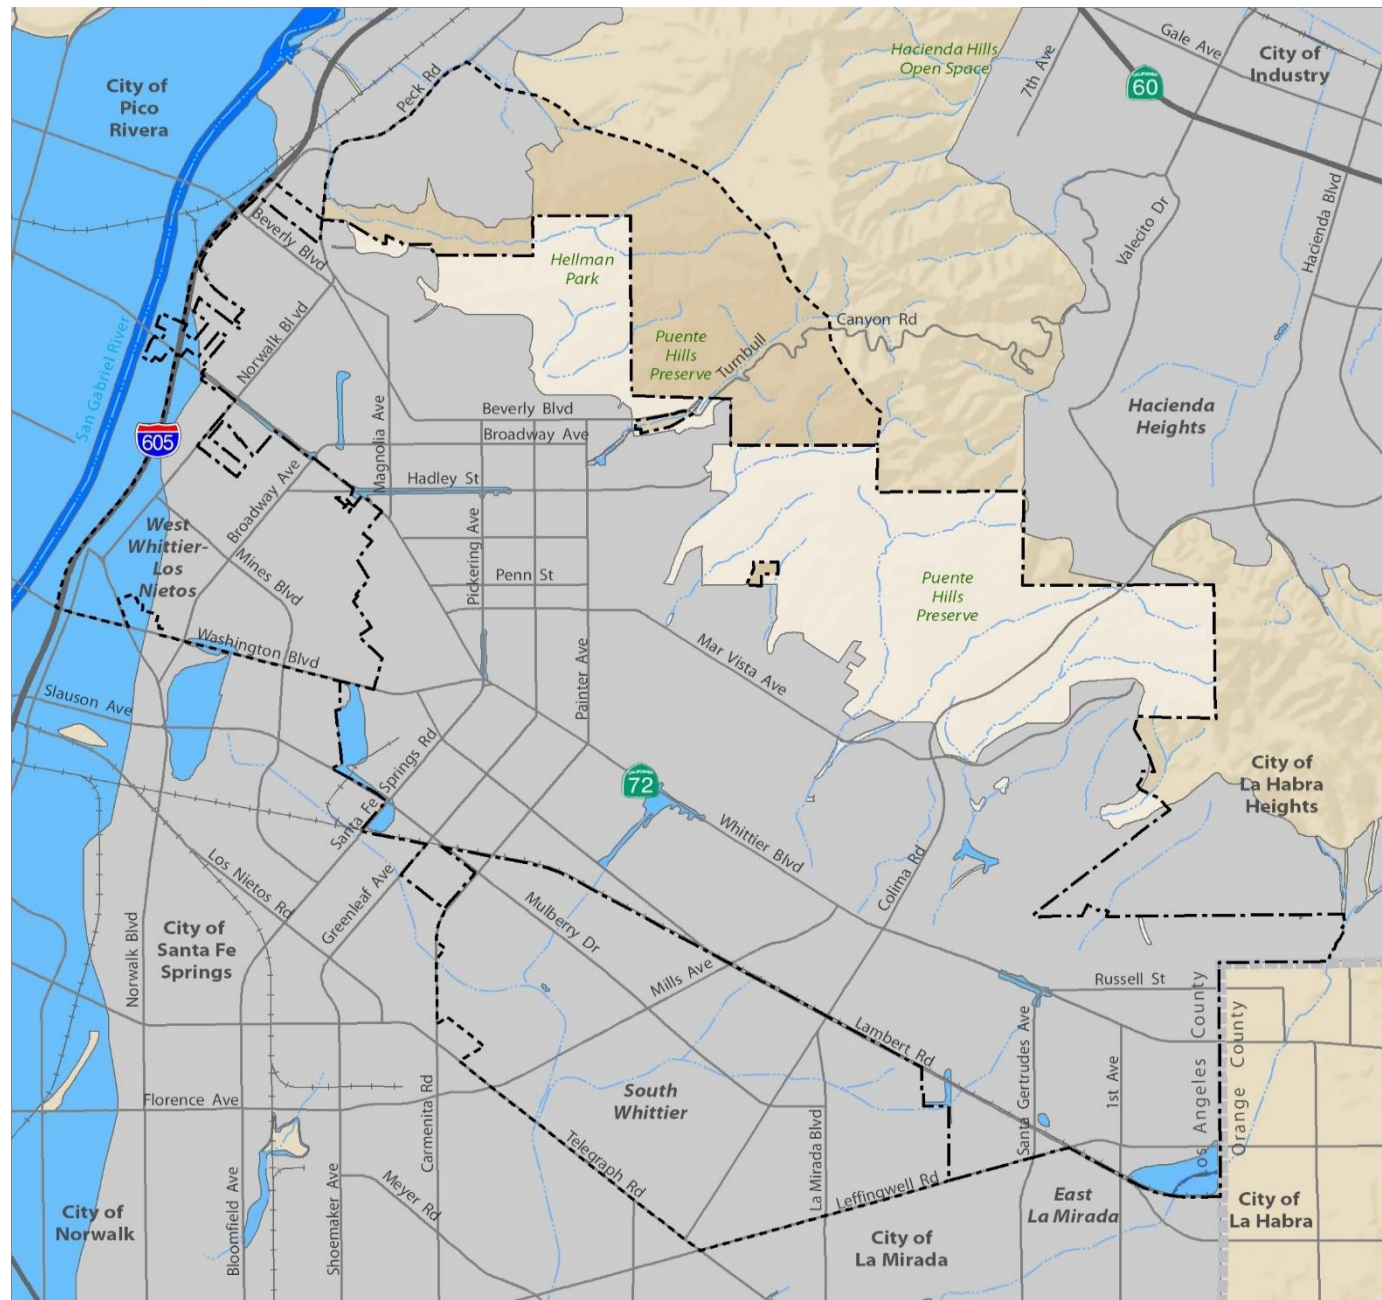 Hacienda Hills
Open Space
7th Ave
Gale Ave
City of
Industry
CALIFORNIA
60
City of
Pico
Rivera
Peck Rd
Beverly Blvd
Valecito Dr
Hacienda Blvd
Hellman
Park
Canyon Rd
Turnbull
Puente
Hills
Preserve
San Gabriel River
Norwalk Blvd
605
Magnolia Ave
Beverly Blvd
Broadway Ave
Hacienda
Heights
Hadley St
Broadway Ave
Pickering Ave
West
Whittier-
Los
Nietos
Mines Blvd
Penn St
Puente
Hills
Preserve
Washington Blvd
Painter Ave
Mar Vista Ave
Slauson Ave
Santa Fe Springs Rd
CALIFORNIA
72
City of
La Habra
Heights
Whittier Blvd
Colima Rd
Los Nietos Rd
Greenleaf Ave
Mulberry Dr
City of
Santa Fe
Springs
Norwalk Blvd
Mills Ave
Russell St
Los Angeles County
Orange County
Lambert Rd
Santa Gertrudes Ave
1st Ave
South
Whittier
Florence Ave
Carmenita Rd
Telegraph Rd
La Mirada Blvd
Leffingwell Rd
Bloomfield Ave
Shoemaker Ave
Meyer Rd
City of
Norwalk
East
La Mirada
City of
La Habra
City of
La Mirada